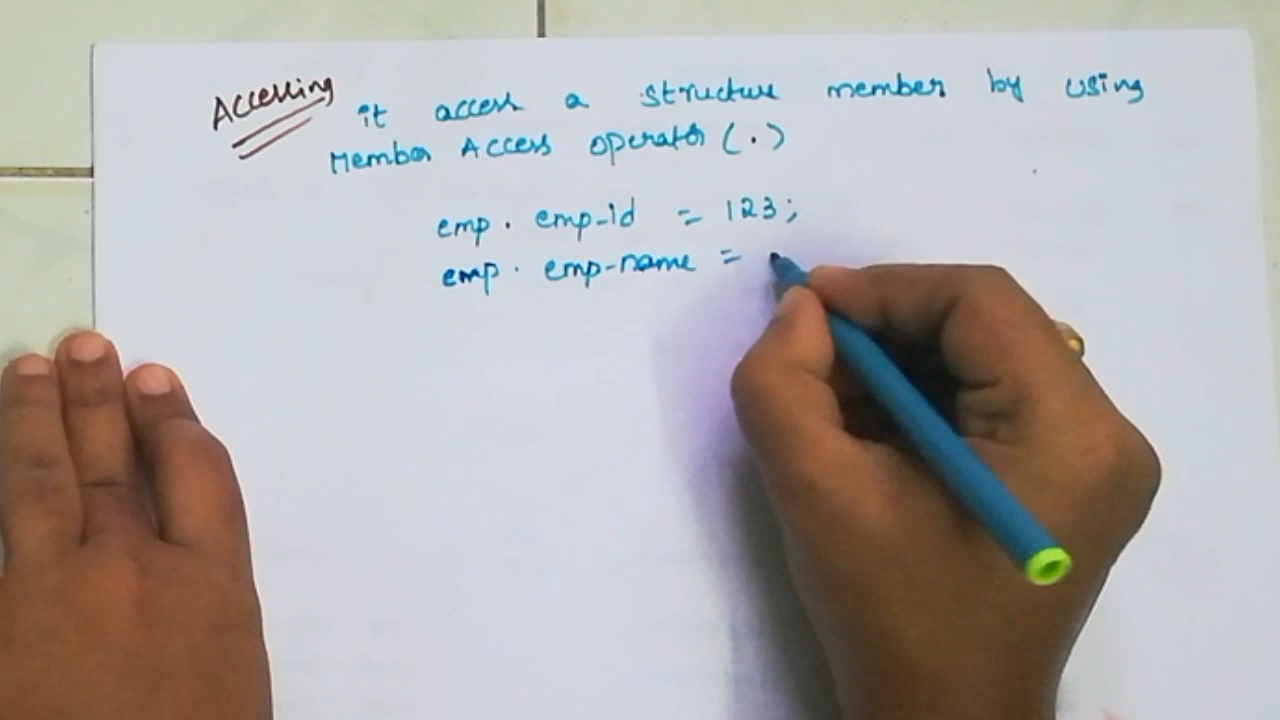 Accessing
it access a structure member by using
Member Access operator (.)
emp . emp-id = 123;
emp . emp-name =